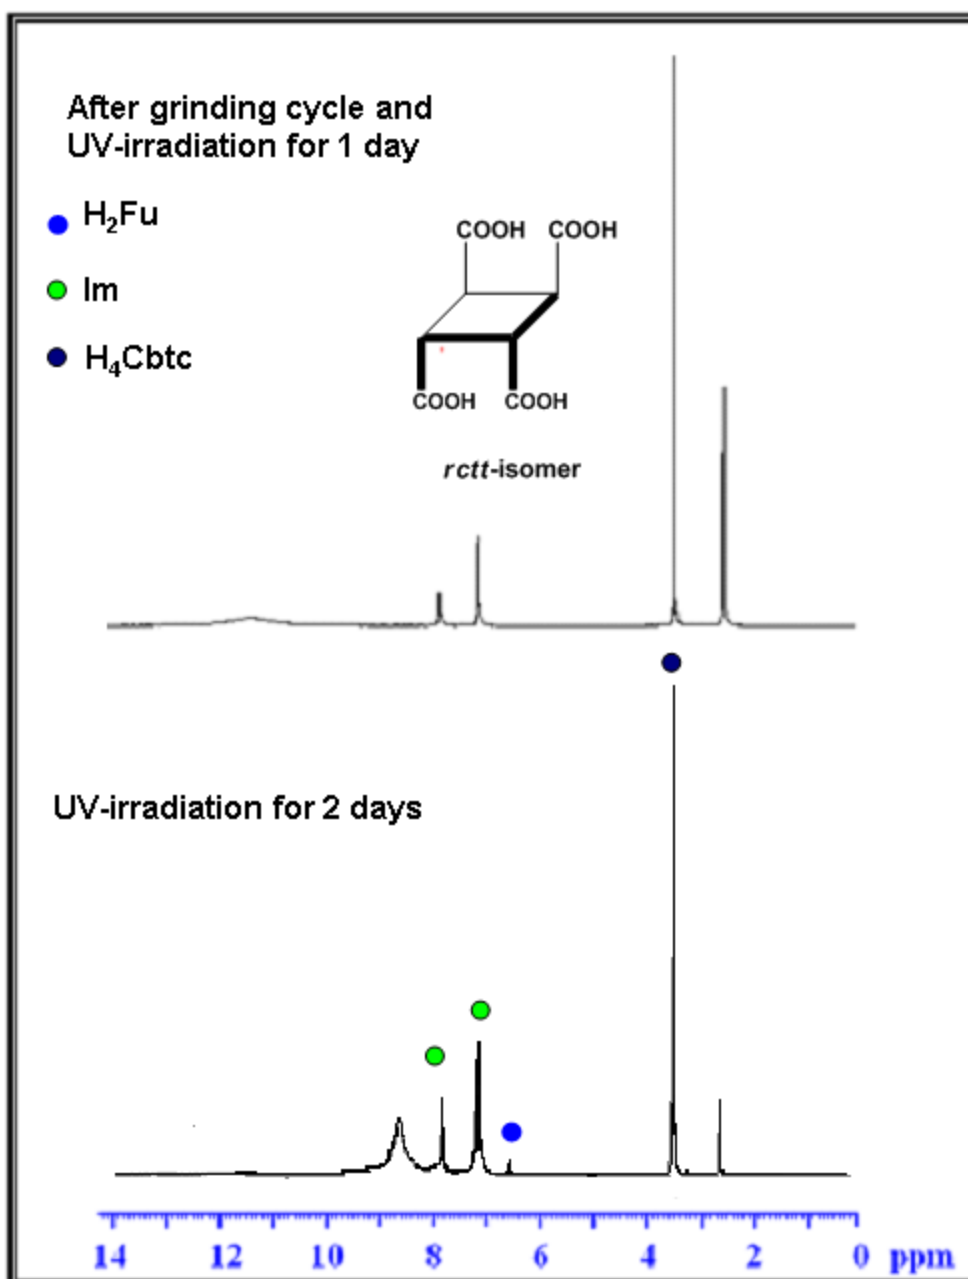 After grinding cycle and
UV-irradiation for 1 day
H₂Fu
Im
H₄Cbtc
COOH COOH
COOH COOH
rctt-isomer
UV-irradiation for 2 days
14 12 10 8 6 4 2 0 ppm